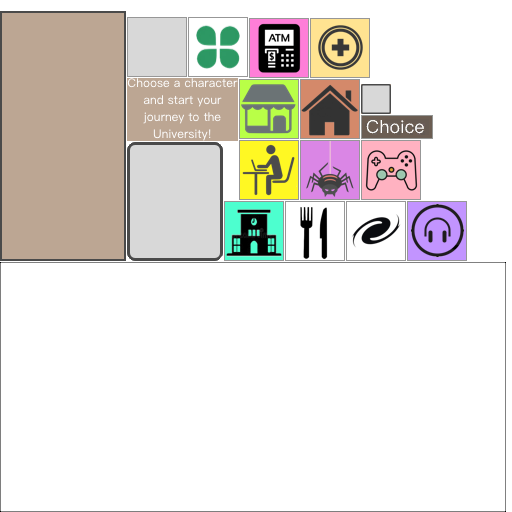 ATM
Choose a character
and start your
journey to the
University!
Choice